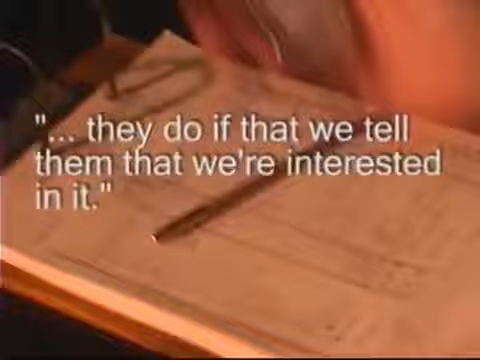 "... they do if that we tell
them that we're interested
in it."